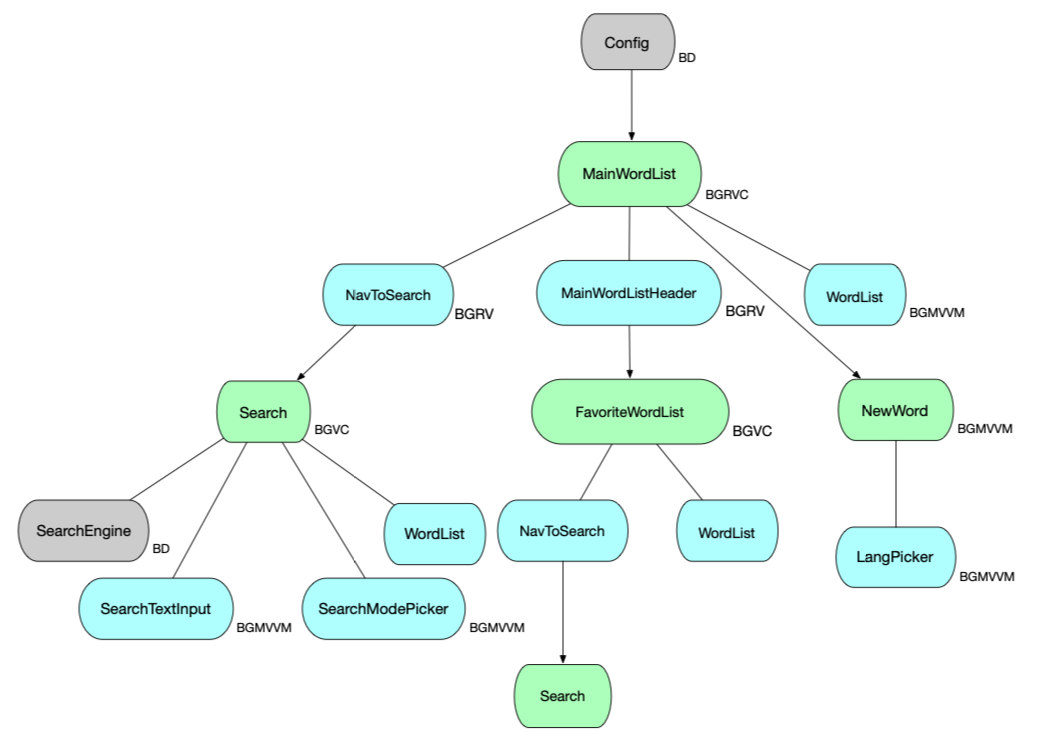 Config
BD
MainWordList
BGRVC
NavToSearch
BGRV
MainWordListHeader
BGRV
WordList
BGMVVM
Search
BGVC
FavoriteWordList
BGVC
NewWord
BGMVVM
SearchEngine
BD
WordList
NavToSearch
WordList
LangPicker
BGMVVM
SearchTextInput
BGMVVM
SearchModePicker
BGMVVM
Search